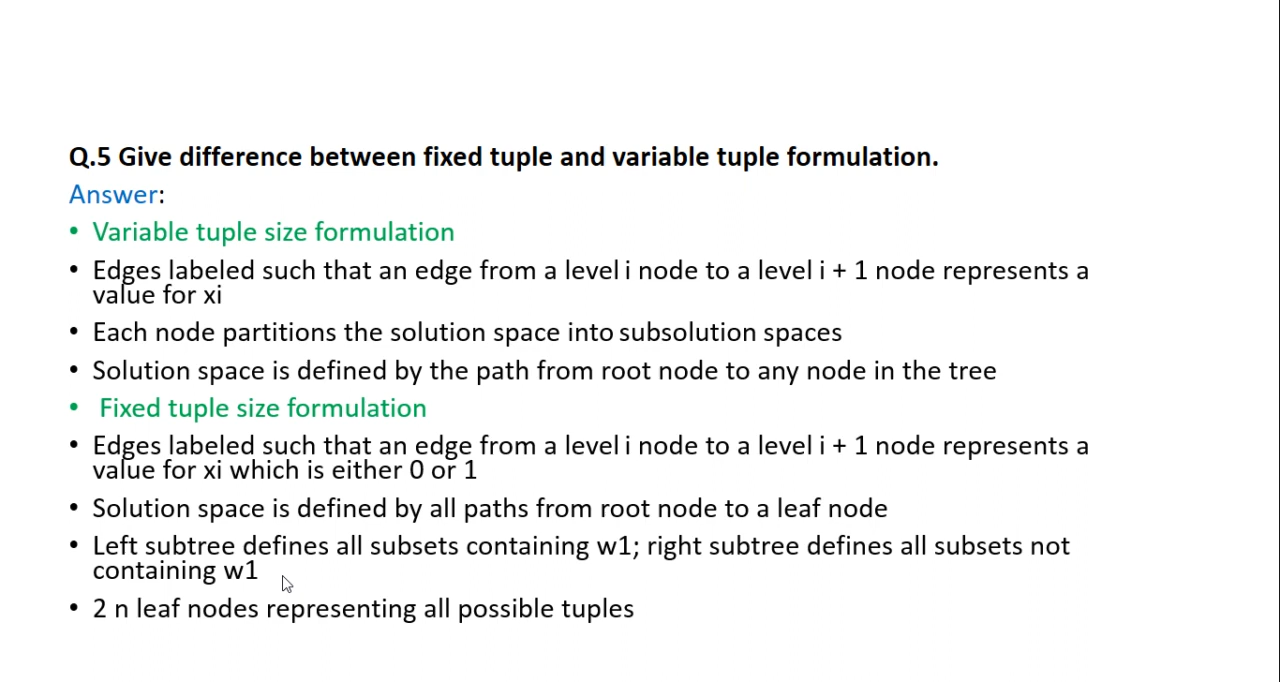 Q.5 Give difference between fixed tuple and variable tuple formulation.
Answer:
• Variable tuple size formulation
• Edges labeled such that an edge from a level i node to a level i + 1 node represents a
value for xi
• Each node partitions the solution space into subsolution spaces
• Solution space is defined by the path from root node to any node in the tree
• Fixed tuple size formulation
• Edges labeled such that an edge from a level i node to a level i + 1 node represents a
value for xi which is either 0 or 1
• Solution space is defined by all paths from root node to a leaf node
• Left subtree defines all subsets containing w1; right subtree defines all subsets not
containing w1
• 2 n leaf nodes representing all possible tuples